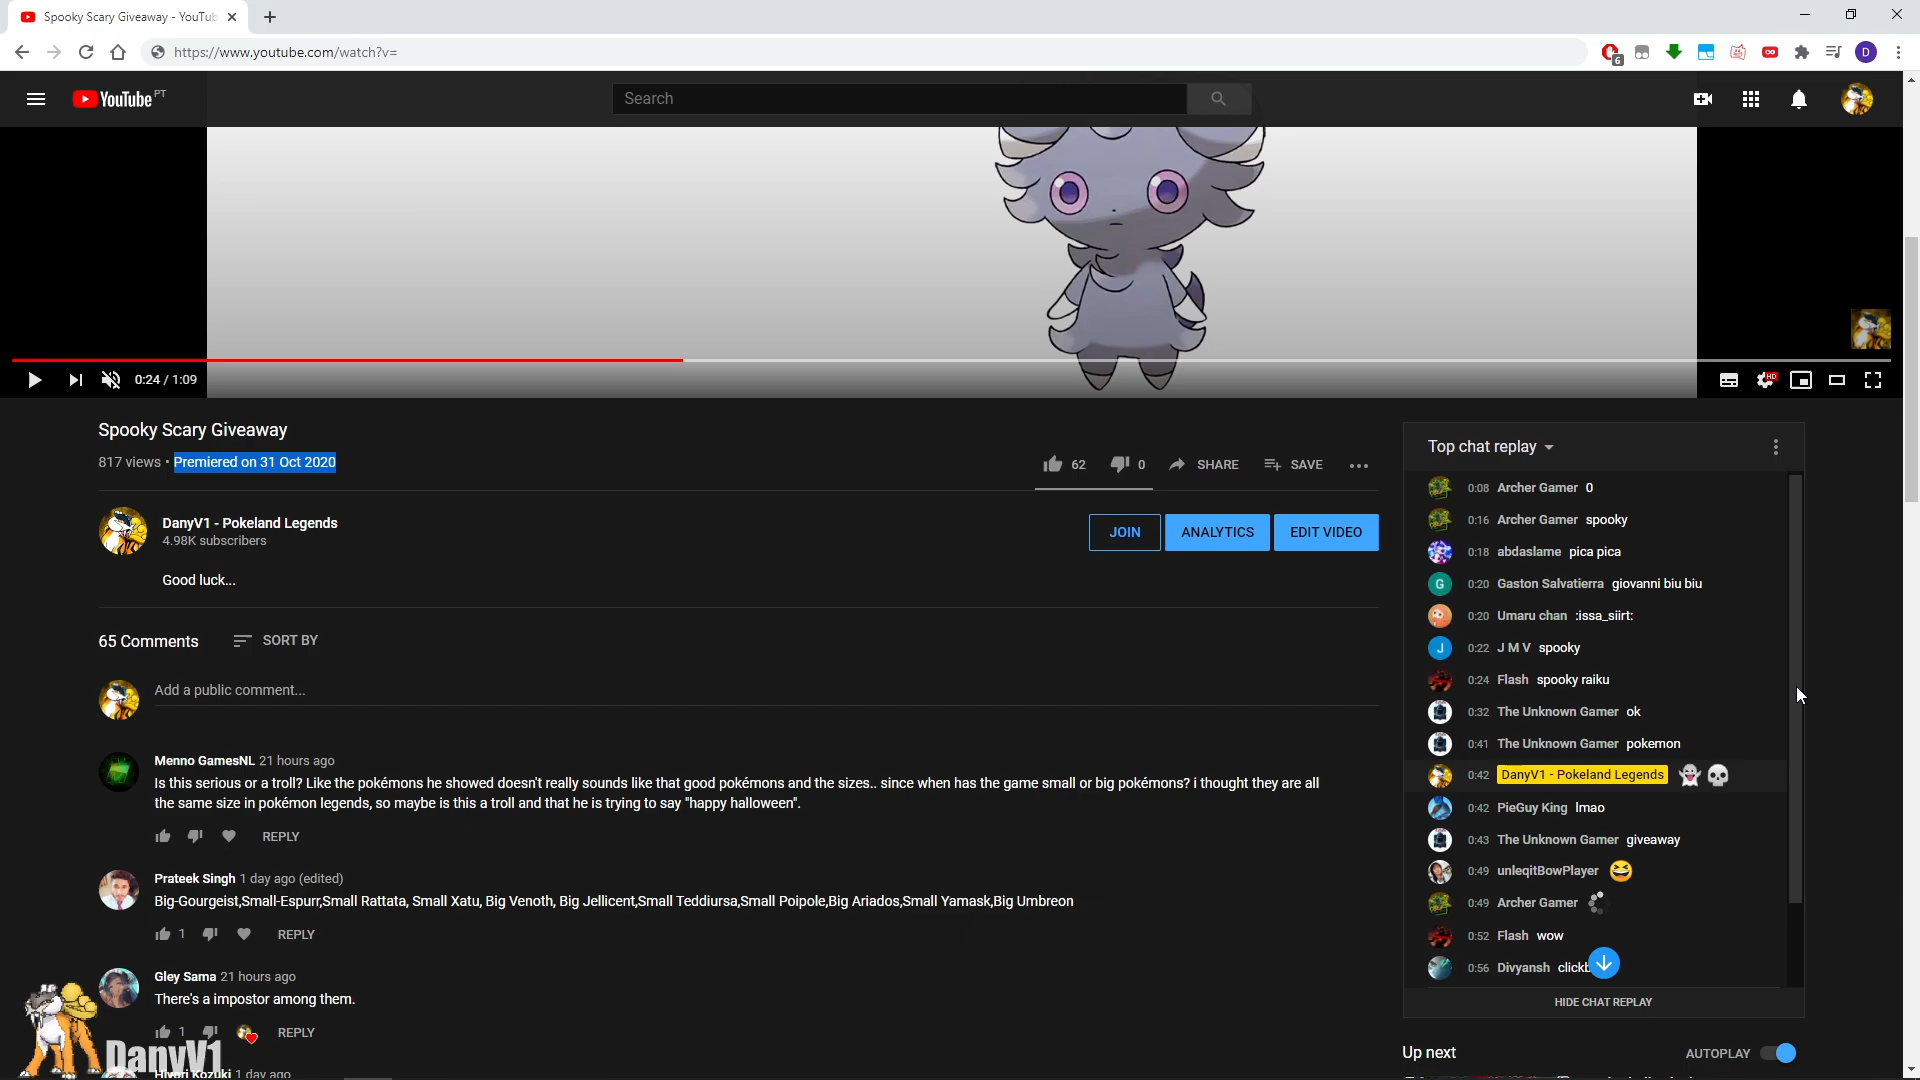 Spooky Scary Giveaway - YouTub
https://www.youtube.com/watch?v=
6
D
YouTube PT
Search
0:24 / 1:09
HD
Spooky Scary Giveaway
817 views • Premiered on 31 Oct 2020
62
0
SHARE
SAVE
DanyV1 - Pokeland Legends
4.98K subscribers
JOIN
ANALYTICS
EDIT VIDEO
Good luck...
65 Comments
SORT BY
Add a public comment...
Menno GamesNL 21 hours ago
Is this serious or a troll? Like the pokémons he showed doesn't really sounds like that good pokémons and the sizes.. since when has the game small or big pokémons? i thought they are all
the same size in pokémon legends, so maybe is this a troll and that he is trying to say "happy halloween".
REPLY
Prateek Singh 1 day ago (edited)
Big-Gourgeist,Small-Espurr,Small Rattata, Small Xatu, Big Venoth, Big Jellicent,Small Teddiursa,Small Poipole,Big Ariados,Small Yamask,Big Umbreon
1
REPLY
Gley Sama 21 hours ago
There's a impostor among them.
1
REPLY
DanyV1
Kozuki 1 day ago
Top chat replay
0:08 Archer Gamer 0
0:16 Archer Gamer spooky
0:18 abdaslame pica pica
G 0:20 Gaston Salvatierra giovanni biu biu
0:20 Umaru chan :issa_siirt:
J 0:22 J M V spooky
0:24 Flash spooky raiku
0:32 The Unknown Gamer ok
0:41 The Unknown Gamer pokemon
0:42 DanyV1 - Pokeland Legends 👻💀
0:42 PieGuy King lmao
0:43 The Unknown Gamer giveaway
0:49 unleqitBowPlayer 😆
0:49 Archer Gamer
0:52 Flash wow
0:56 Divyansh clickb
HIDE CHAT REPLAY
Up next
AUTOPLAY